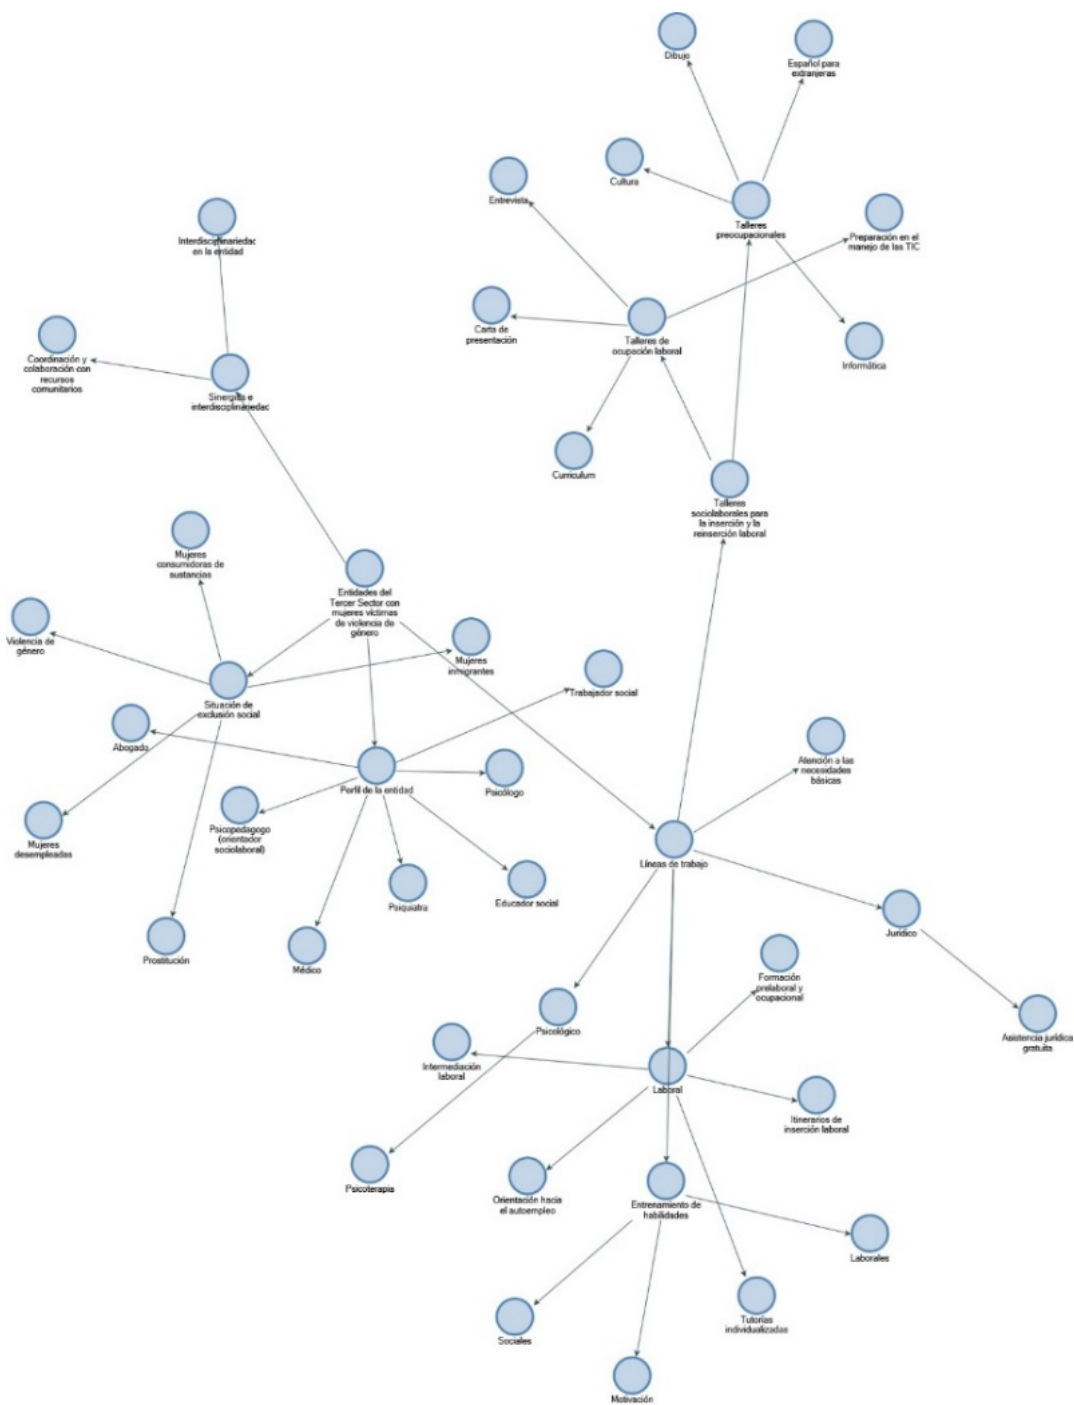 Dibujo
Español para
extranjeras
Cultura
Entrevista
Talleres
preocupacionales
Preparación en el
manejo de las TIC
Interdisciplinariedac
en la entidad
Carta de
presentación
Talleres de
ocupación laboral
Informática
Coordinación y
colaboración con
recursos
comunitarios
Sinergias e
interdisciplinariedac
Curriculum
Talleres
sociolaborales para
la inserción y la
reinserción laboral
Mujeres
consumidoras de
sustancias
Entidades del
Tercer Sector con
mujeres víctimas
de violencia de
género
Violencia de
género
Mujeres
inmigrantes
Situación de
exclusión social
Trabajador social
Abogado
Atención a las
necesidades
básicas
Perfil de la entidad
Psicólogo
Mujeres
desempleadas
Psicopedagogo
(orientador
sociolaboral)
Líneas de trabajo
Psiquiatra
Educador social
Jurídico
Prostitución
Médico
Formación
prelaboral y
ocupacional
Psicológico
Asistencia jurídica
gratuita
Intermediación
laboral
Laboral
Itinerarios de
inserción laboral
Psicoterapia
Orientación hacia
el autoempleo
Entrenamiento de
habilidades
Laborales
Sociales
Tutorías
individualizadas
Motivación